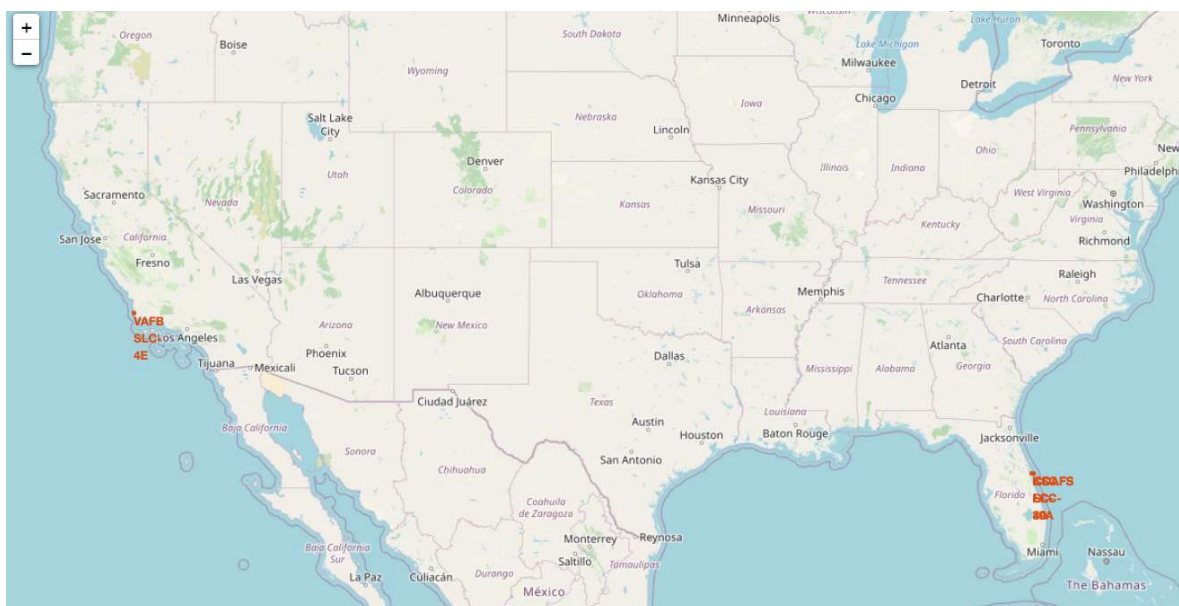 +
−
Oregon
Boise
South Dakota
Minneapolis
Wisconsin
Lake Huron
Toronto
Lake Michigan
Milwaukee
Wyoming
Detroit
New York
Chicago
Iowa
Salt Lake
City
Nebraska
Lincoln
Pennsylvania
New
Ohio
Denver
Illinois
Indiana
Philadelph
Utah
Kansas City
Colorado
Sacramento
Nevada
West Virginia
Washington
Kansas
Missouri
Virginia
Kentucky
San Jose
California
Richmond
Fresno
Tulsa
Las Vegas
Raleigh
Tennessee
Albuquerque
Oklahoma
Memphis
Charlotte
North Carolina
Arkansas
VAFB
SLC-
4E
Los Angeles
Arizona
New Mexico
South Carolina
Atlanta
Phoenix
Dallas
Tijuana
Mexicali
Tucson
Mississippi
Alabama
Georgia
Ciudad Juárez
Texas
Louisiana
Baja California
Austin
Houston
Baton Rouge
Jacksonville
Sonora
San Antonio
Chihuahua
Florida
Coahuila
de Zaragoza
Monterrey
Reynosa
Baja California
Sur
Saltillo
Miami
Nassau
Tamaulipas
Durango
La Paz
Culiacán
The Bahamas
México